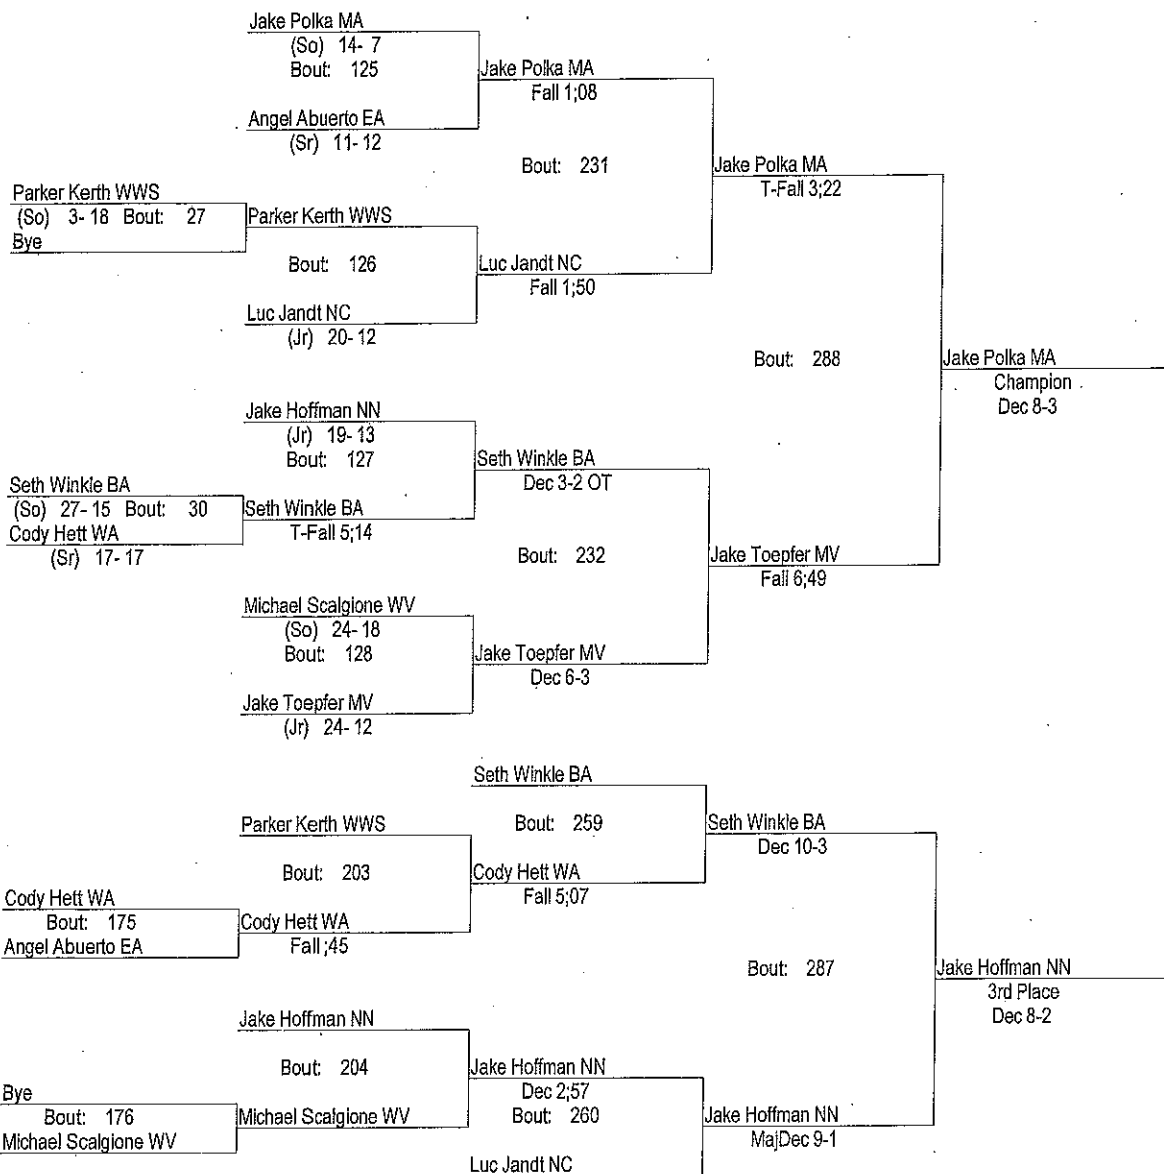 Jake Polka MA
(So) 14- 7
Bout: 125
Jake Polka MA
Fall 1;08
Angel Abuerto EA
(Sr) 11- 12
Bout: 231
Jake Polka MA
T-Fall 3;22
Parker Kerth WWS
(So) 3- 18 Bout: 27
Bye
Parker Kerth WWS
Bout: 126
Luc Jandt NC
Fall 1;50
Luc Jandt NC
(Jr) 20- 12
Bout: 288
Jake Polka MA
Champion
Dec 8-3
Jake Hoffman NN
(Jr) 19- 13
Bout: 127
Seth Winkle BA
Dec 3-2 OT
Seth Winkle BA
(So) 27- 15 Bout: 30
Cody Hett WA
(Sr) 17- 17
Seth Winkle BA
T-Fall 5;14
Bout: 232
Jake Toepfer MV
Fall 6;49
Michael Scalgione WV
(So) 24- 18
Bout: 128
Jake Toepfer MV
Dec 6-3
Jake Toepfer MV
(Jr) 24- 12
Seth Winkle BA
Parker Kerth WWS
Bout: 259
Seth Winkle BA
Dec 10-3
Bout: 203
Cody Hett WA
Fall 5;07
Cody Hett WA
Bout: 175
Angel Abuerto EA
Cody Hett WA
Fall ;45
Bout: 287
Jake Hoffman NN
3rd Place
Dec 8-2
Jake Hoffman NN
Bout: 204
Jake Hoffman NN
Dec 2;57
Bye
Bout: 176
Michael Scalgione WV
Michael Scalgione WV
Bout: 260
Jake Hoffman NN
MajDec 9-1
Luc Jandt NC